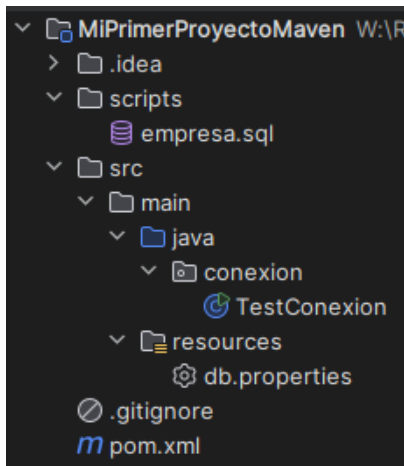 MiPrimerProyectoMaven W:\R
.idea
scripts
empresa.sql
src
main
java
conexion
TestConexion
resources
db.properties
.gitignore
m pom.xml